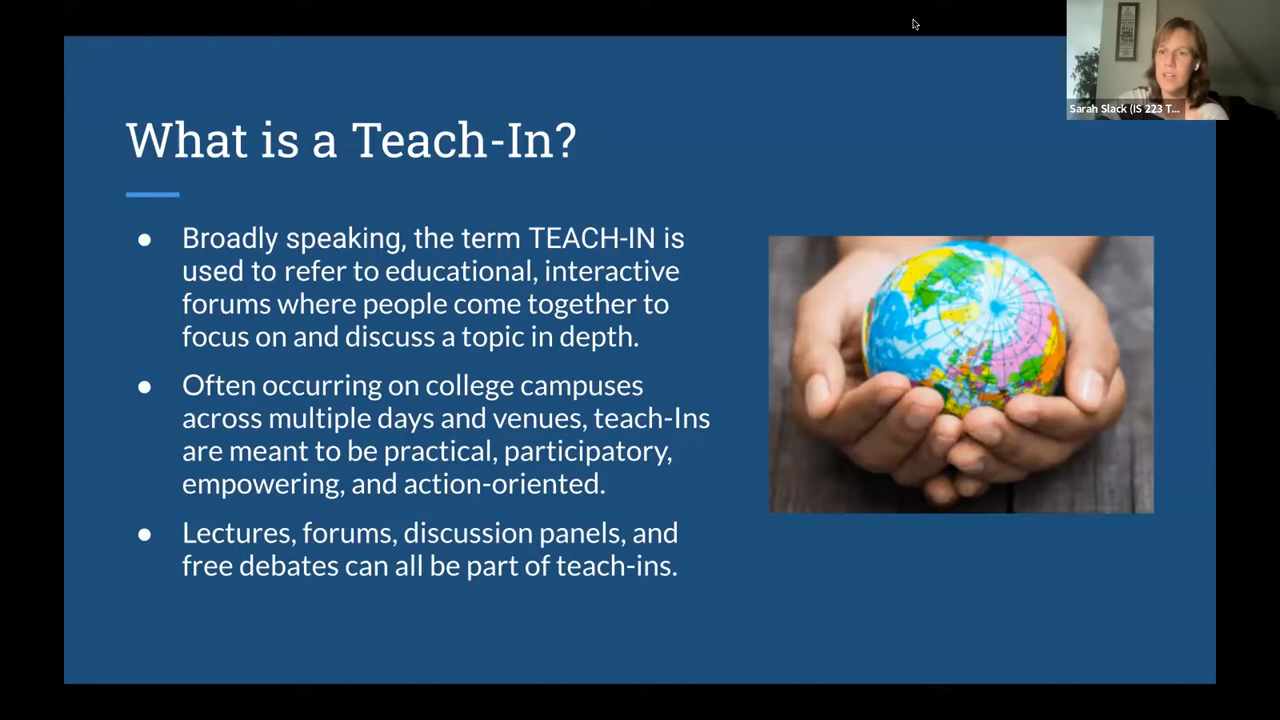 Sarah Slack (IS 223 T...
What is a Teach-In?
● Broadly speaking, the term TEACH-IN is
used to refer to educational, interactive
forums where people come together to
focus on and discuss a topic in depth.
● Often occurring on college campuses
across multiple days and venues, teach-Ins
are meant to be practical, participatory,
empowering, and action-oriented.
● Lectures, forums, discussion panels, and
free debates can all be part of teach-ins.